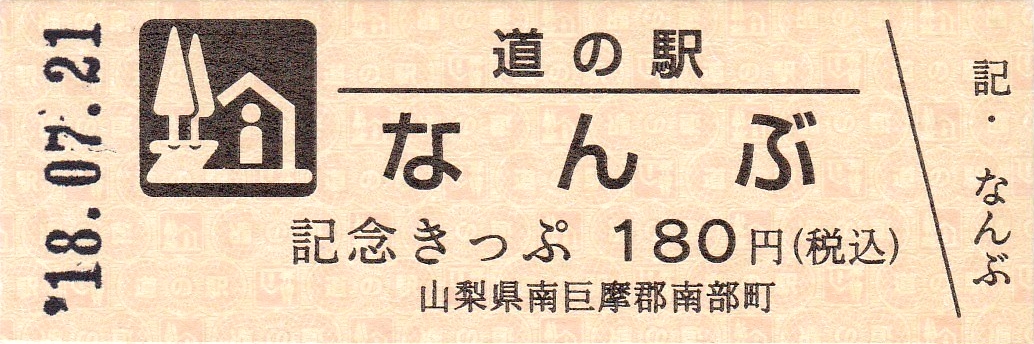 '18.07.21
道の駅
なんぶ
記念きっぷ 180円(税込)
山梨県南巨摩郡南部町
記・なんぶ